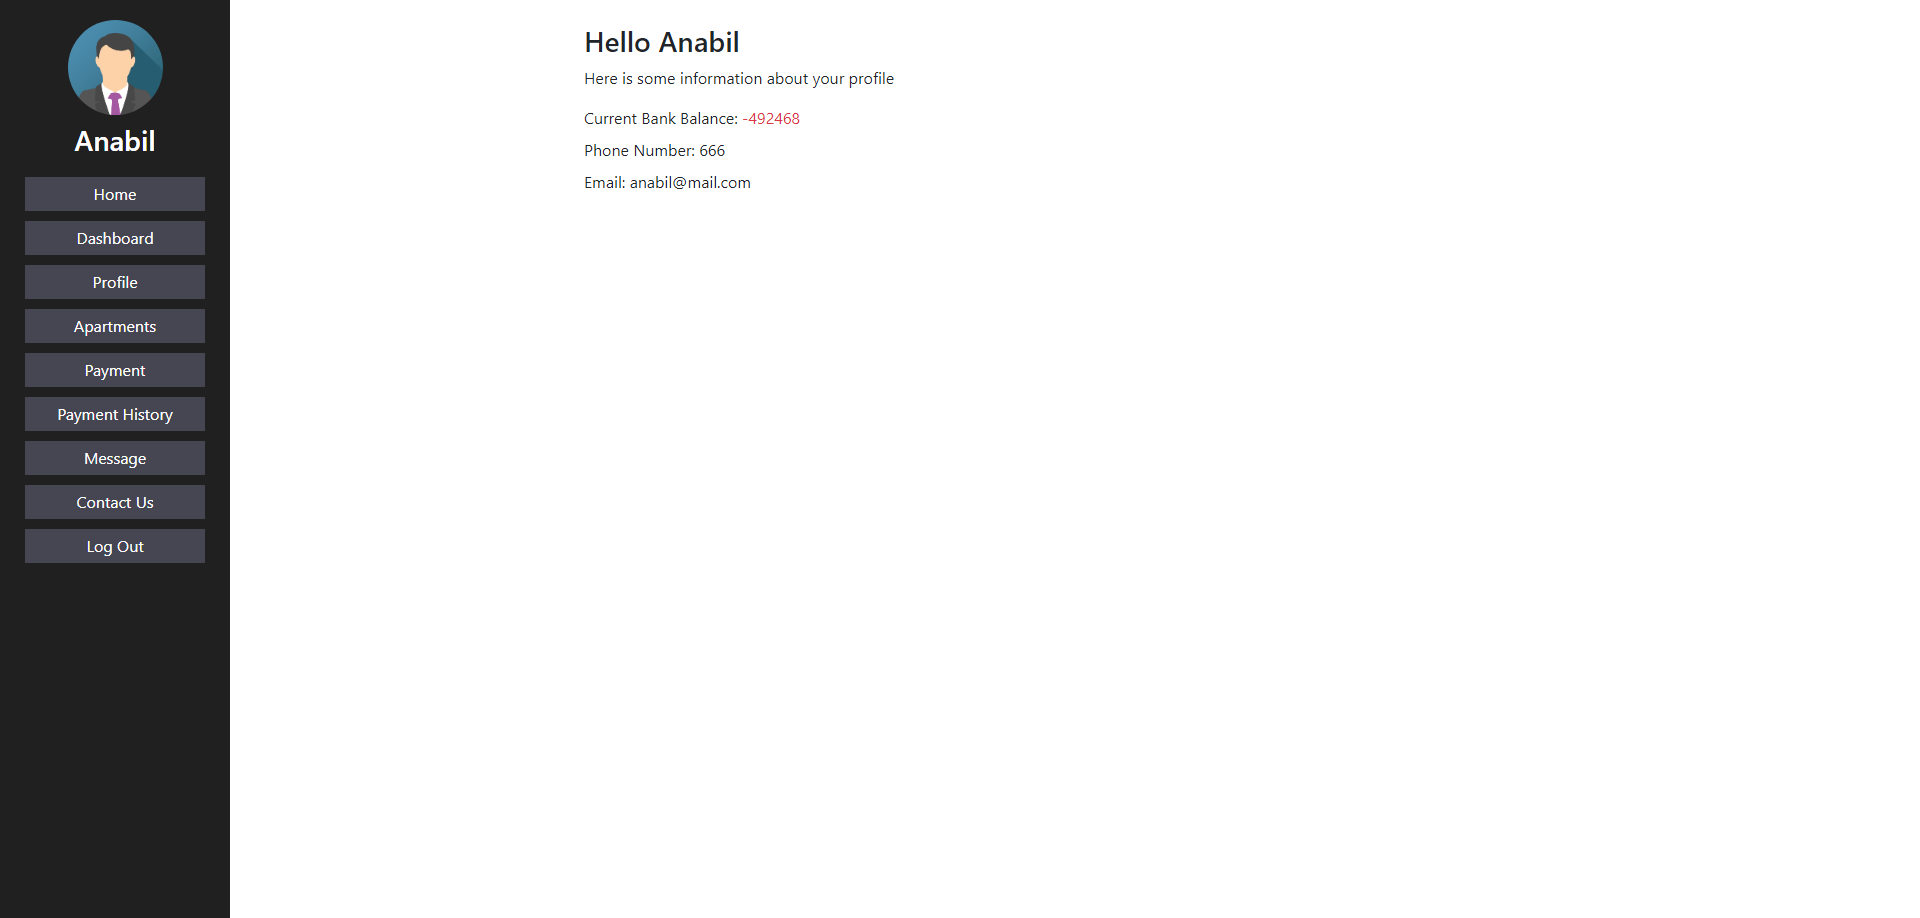 Anabil
Home
Dashboard
Profile
Apartments
Payment
Payment History
Message
Contact Us
Log Out
Hello Anabil
Here is some information about your profile
Current Bank Balance: -492468
Phone Number: 666
Email: anabil@mail.com